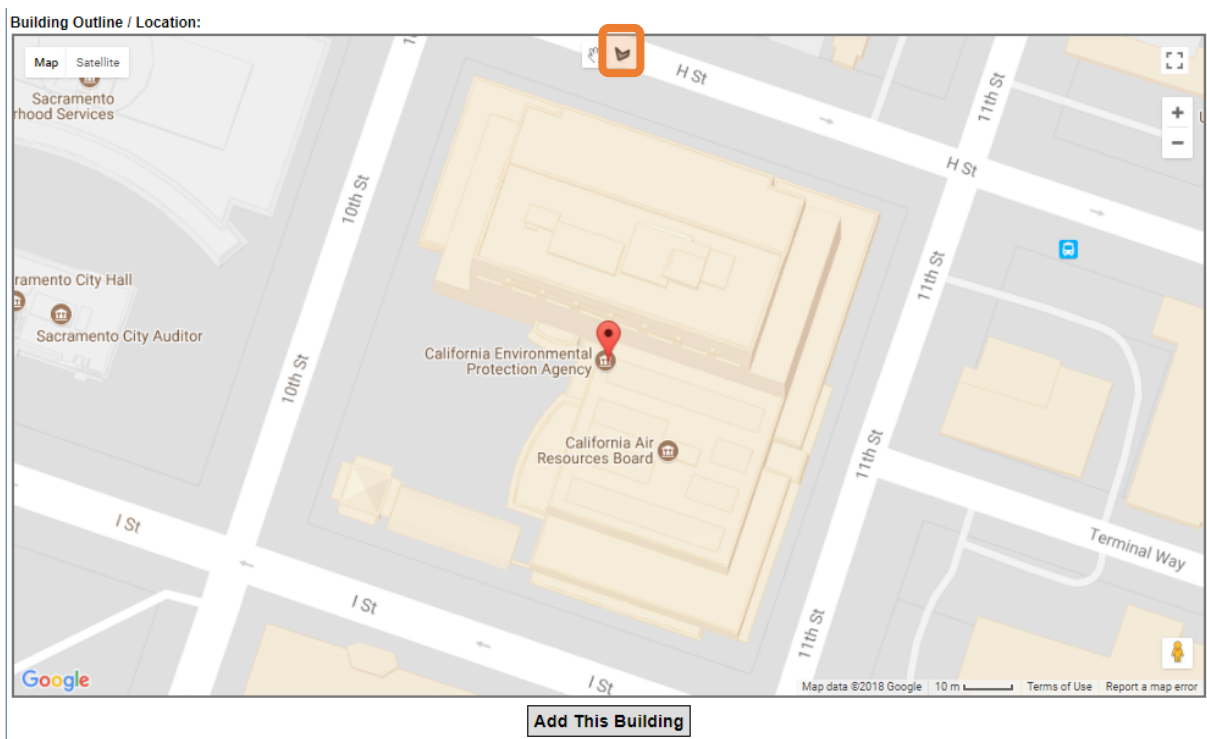 Building Outline / Location:
Map Satellite
H St
11th St
Sacramento
rhood Services
H St
10th St
11th St
ramento City Hall
Sacramento City Auditor
California Environmental
Protection Agency
10th St
California Air
Resources Board
11th St
I St
Terminal Way
I St
11th St
I St
Google
Map data ©2018 Google 10 m Terms of Use Report a map error
Add This Building